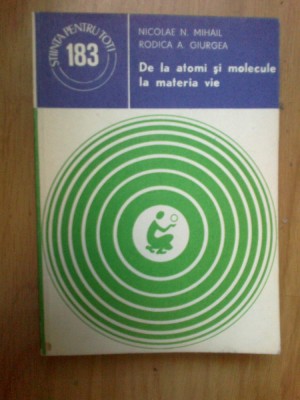 ȘTIINȚA PENTRU TOȚI
183
NICOLAE N. MIHAIL
RODICA A. GIURGEA
De la atomi și molecule
la materia vie